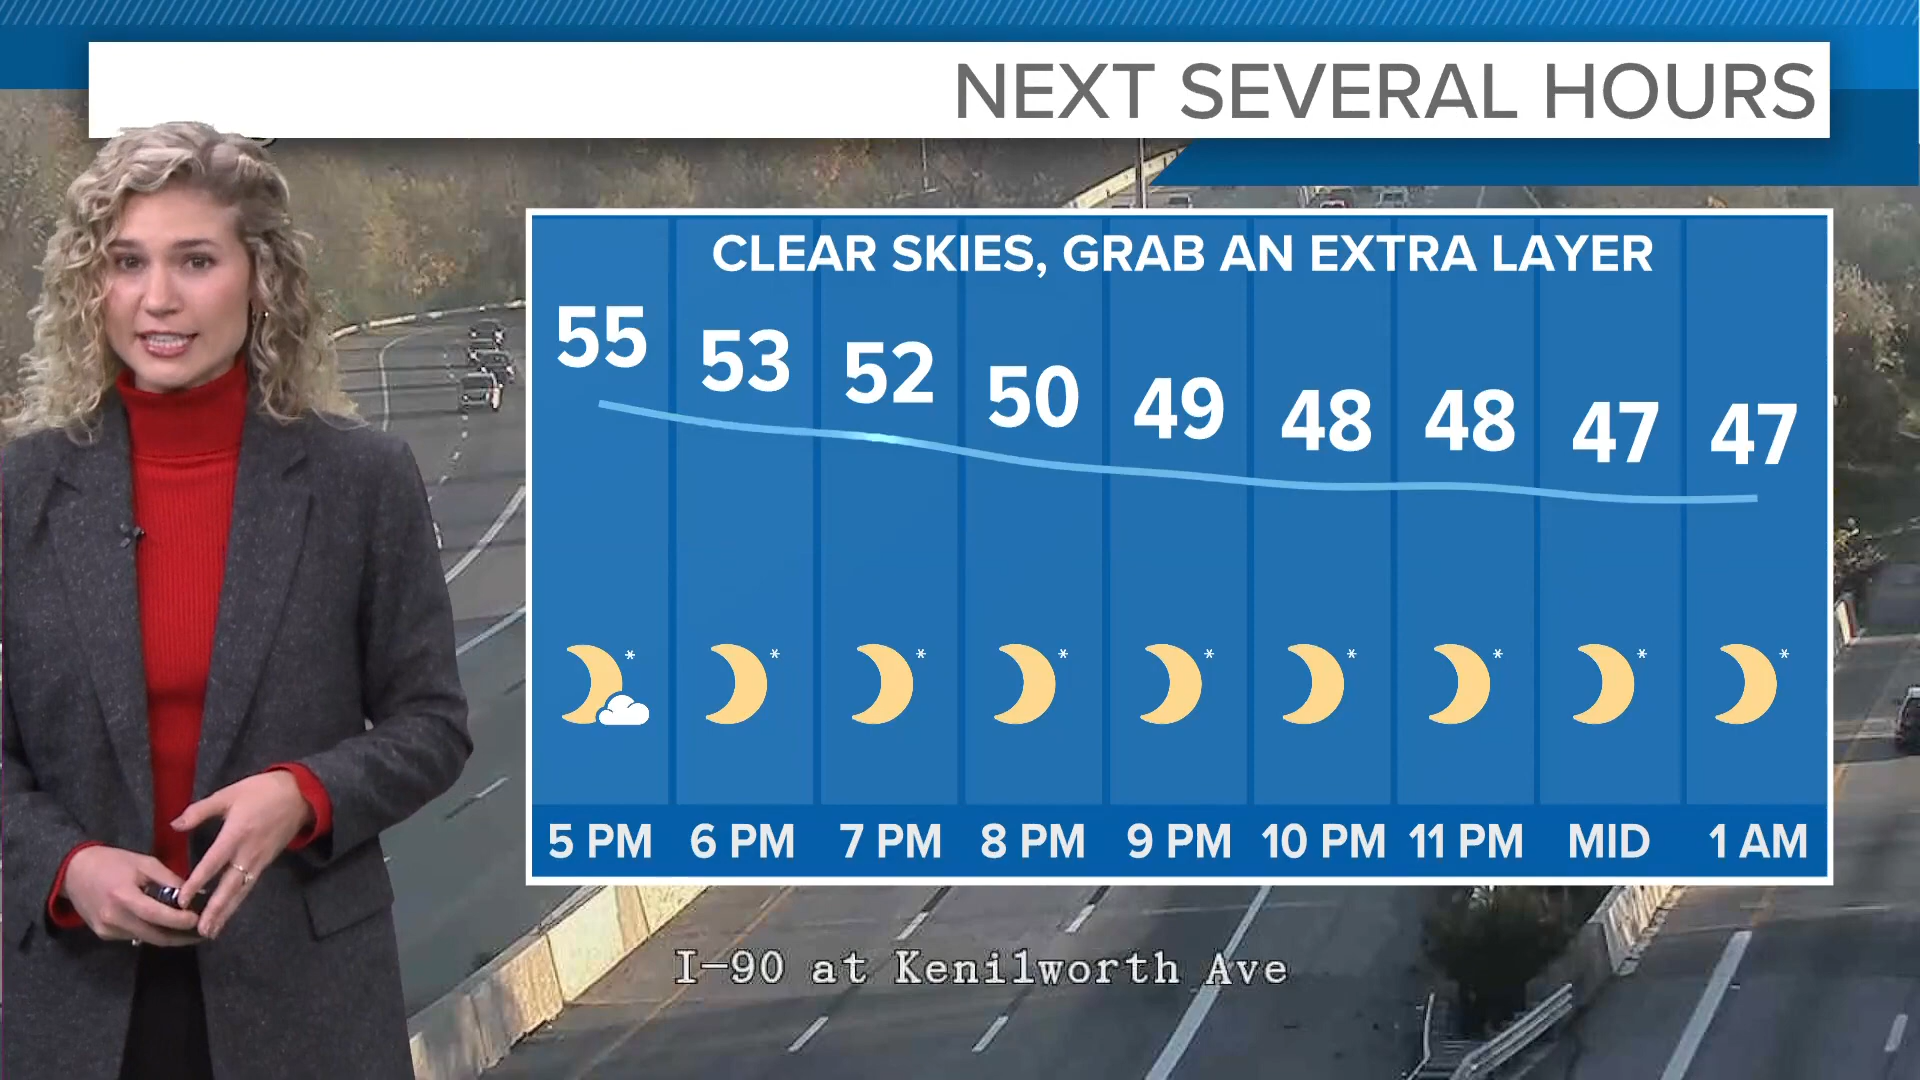 NEXT SEVERAL HOURS
CLEAR SKIES, GRAB AN EXTRA LAYER
55 53 52 50 49 48 48 47 47
5 PM 6 PM 7 PM 8 PM 9 PM 10 PM 11 PM MID 1 AM
I-90 at Kenilworth Ave